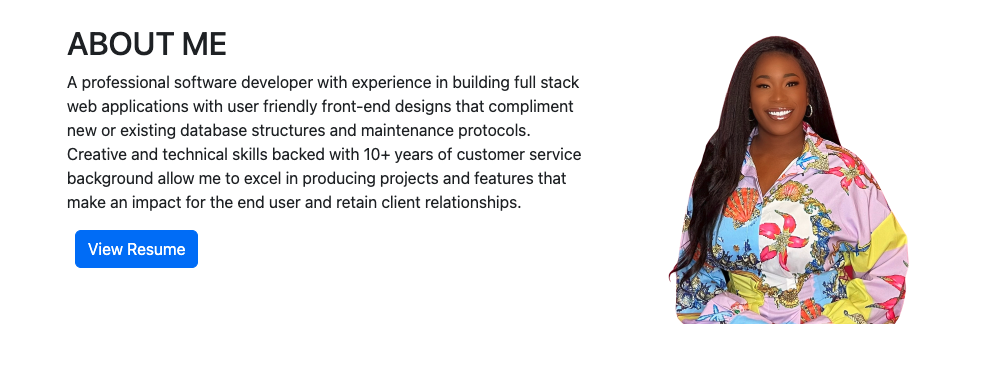 ABOUT ME
A professional software developer with experience in building full stack
web applications with user friendly front-end designs that compliment
new or existing database structures and maintenance protocols.
Creative and technical skills backed with 10+ years of customer service
background allow me to excel in producing projects and features that
make an impact for the end user and retain client relationships.
View Resume